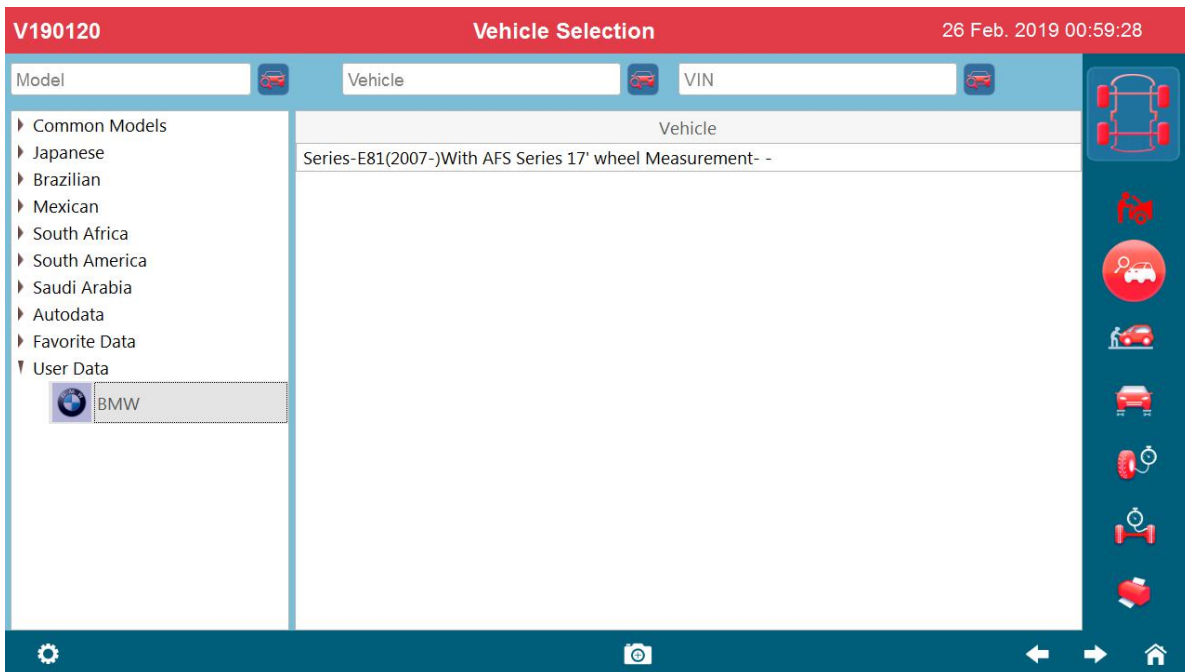 V190120
Vehicle Selection
26 Feb. 2019 00:59:28
Model
Vehicle
VIN
Common Models
Japanese
Brazilian
Mexican
South Africa
South America
Saudi Arabia
Autodata
Favorite Data
User Data
BMW
Vehicle
Series-E81(2007-)With AFS Series 17' wheel Measurement- -